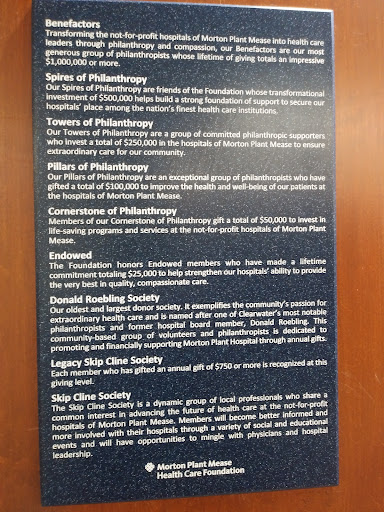 Benefactors
Transforming the not-for-profit hospitals of Morton Plant Mease into health care
leaders through philanthropy and compassion, our Benefactors are our most
generous group of philanthropists whose lifetime of giving totals an impressive
$1,000,000 or more.
Spires of Philanthropy
Our Spires of Philanthropy are friends of the Foundation whose transformational
investment of $500,000 helps build a strong foundation of support to secure our
hospitals' place among the nation's finest health care institutions.
Towers of Philanthropy
Our Towers of Philanthropy are a group of committed philanthropic supporters
who invest a total of $250,000 in the hospitals of Morton Plant Mease to ensure
extraordinary care for our community.
Pillars of Philanthropy
Our Pillars of Philanthropy are an exceptional group of philanthropists who have
gifted a total of $100,000 to improve the health and well-being of our patients at
the hospitals of Morton Plant Mease.
Cornerstone of Philanthropy
Members of our Cornerstone of Philanthropy gift a total of $50,000 to invest in
life-saving programs and services at the not-for-profit hospitals of Morton Plant
Mease.
Endowed
The Foundation honors Endowed members who have made a lifetime
commitment totaling $25,000 to help strengthen our hospitals' ability to provide
the very best in quality, compassionate care.
Donald Roebling Society
Our oldest and largest donor society. It exemplifies the community's passion for
extraordinary health care and is named after one of Clearwater's most notable
philanthropists and former hospital board member, Donald Roebling. This
community-based group of volunteers and philanthropists is dedicated to
promoting and financially supporting Morton Plant Hospital through annual gifts.
Legacy Skip Cline Society
Each member who has gifted an annual gift of $750 or more is recognized at this
giving level.
Skip Cline Society
The Skip Cline Society is a dynamic group of local professionals who share a
common interest in advancing the future of health care at the not-for-profit
hospitals of Morton Plant Mease. Members will become better informed and
more involved with their hospitals through a variety of social and educational
events and will have opportunities to mingle with physicians and hospital
leadership.
Morton Plant Mease
Health Care Foundation